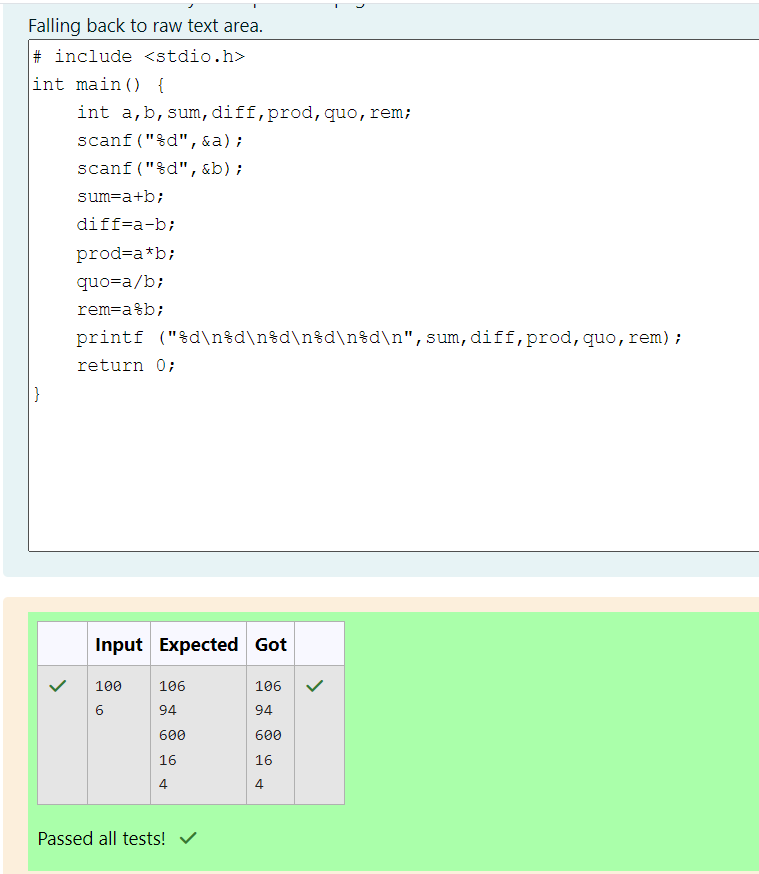 Falling back to raw text area.
# include <stdio.h>
int main() {
    int a,b,sum,diff,prod,quo,rem;
    scanf("%d",&a);
    scanf("%d",&b);
    sum=a+b;
    diff=a-b;
    prod=a*b;
    quo=a/b;
    rem=a%b;
    printf ("%d\n%d\n%d\n%d\n%d\n",sum,diff,prod,quo,rem);
    return 0;
}
Input Expected Got
100 106 106
6 94 94
600 600
16 16
4 4
Passed all tests!